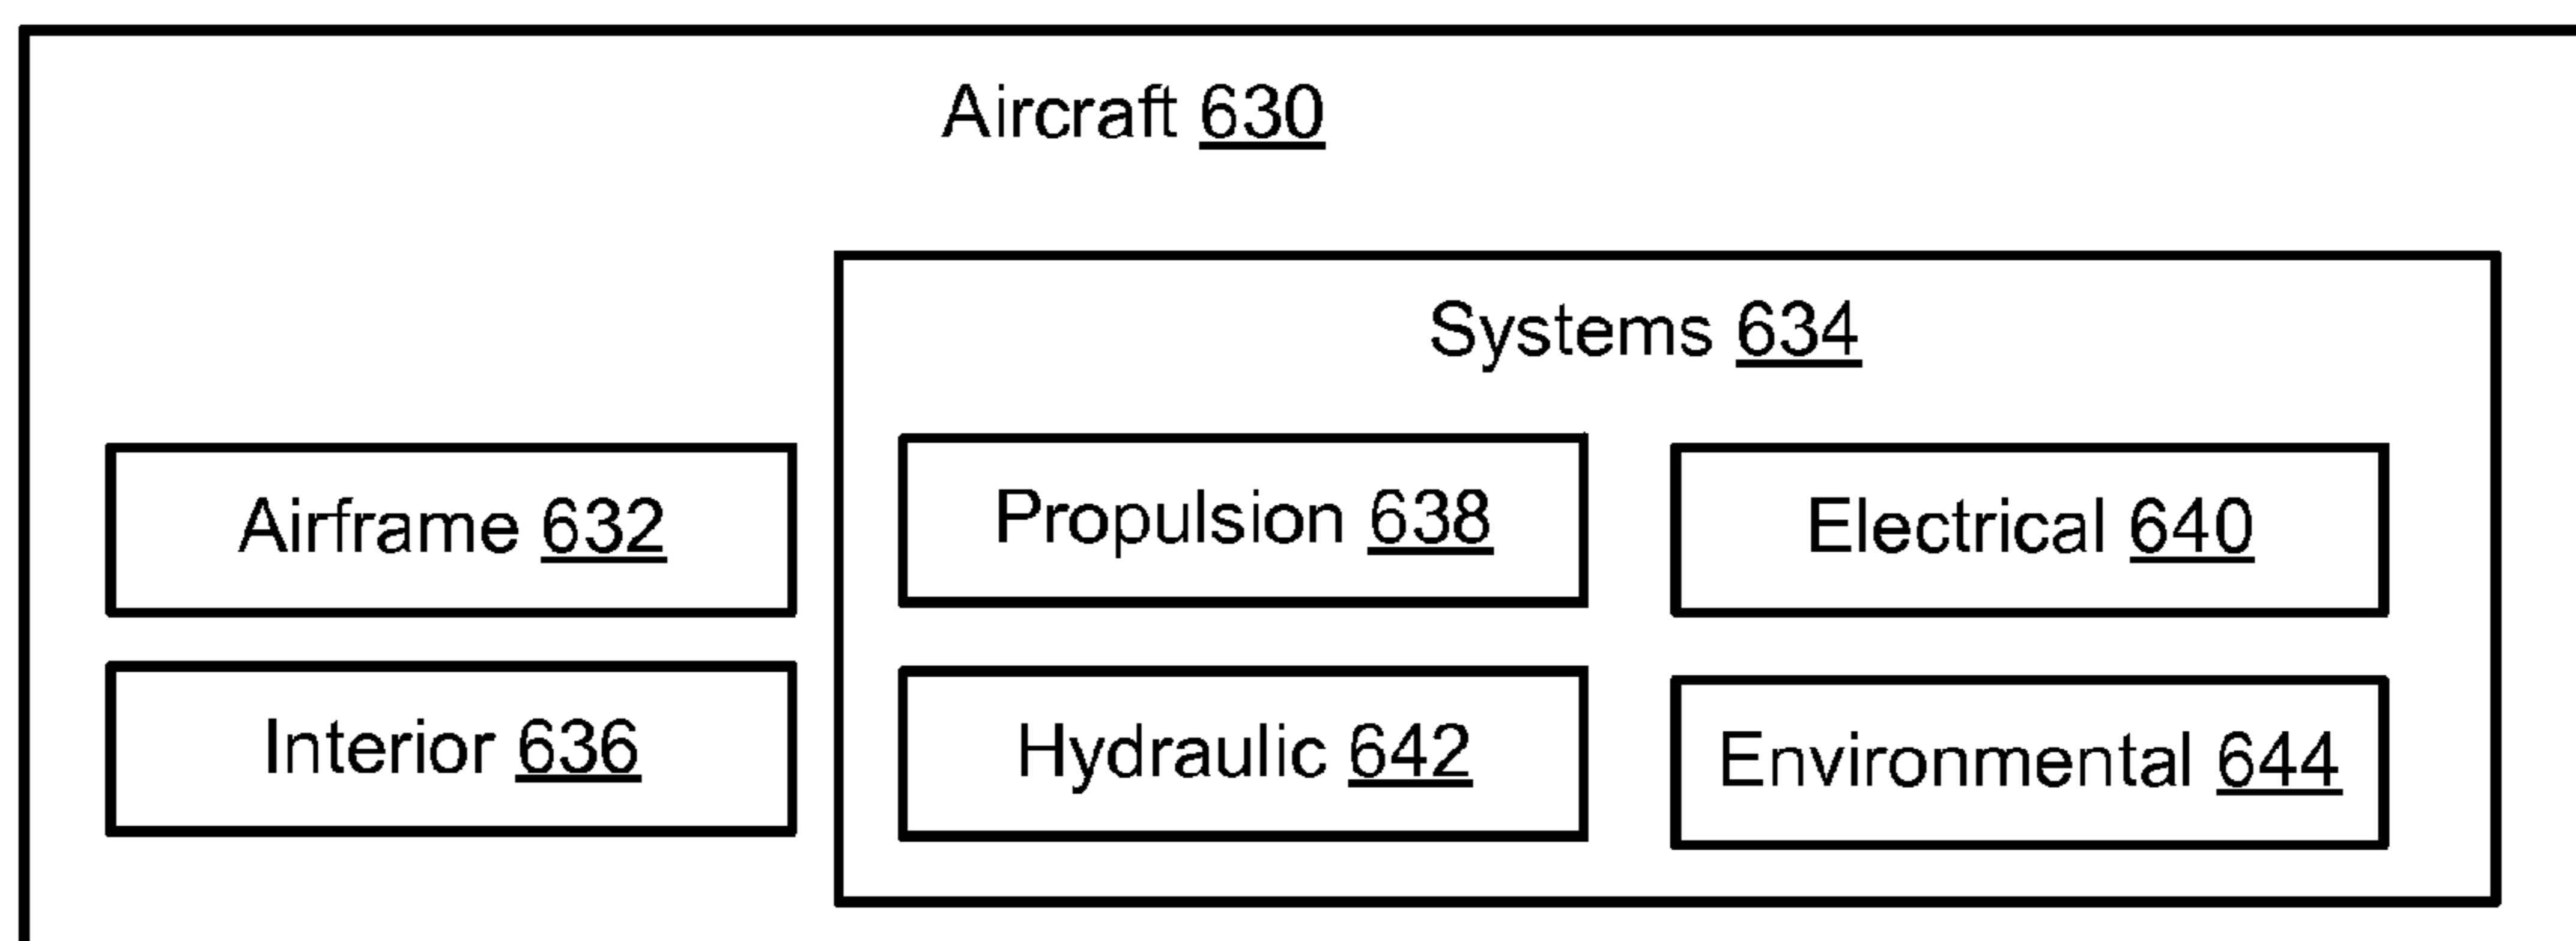 Aircraft 630
Systems 634
Airframe 632
Propulsion 638
Electrical 640
Interior 636
Hydraulic 642
Environmental 644